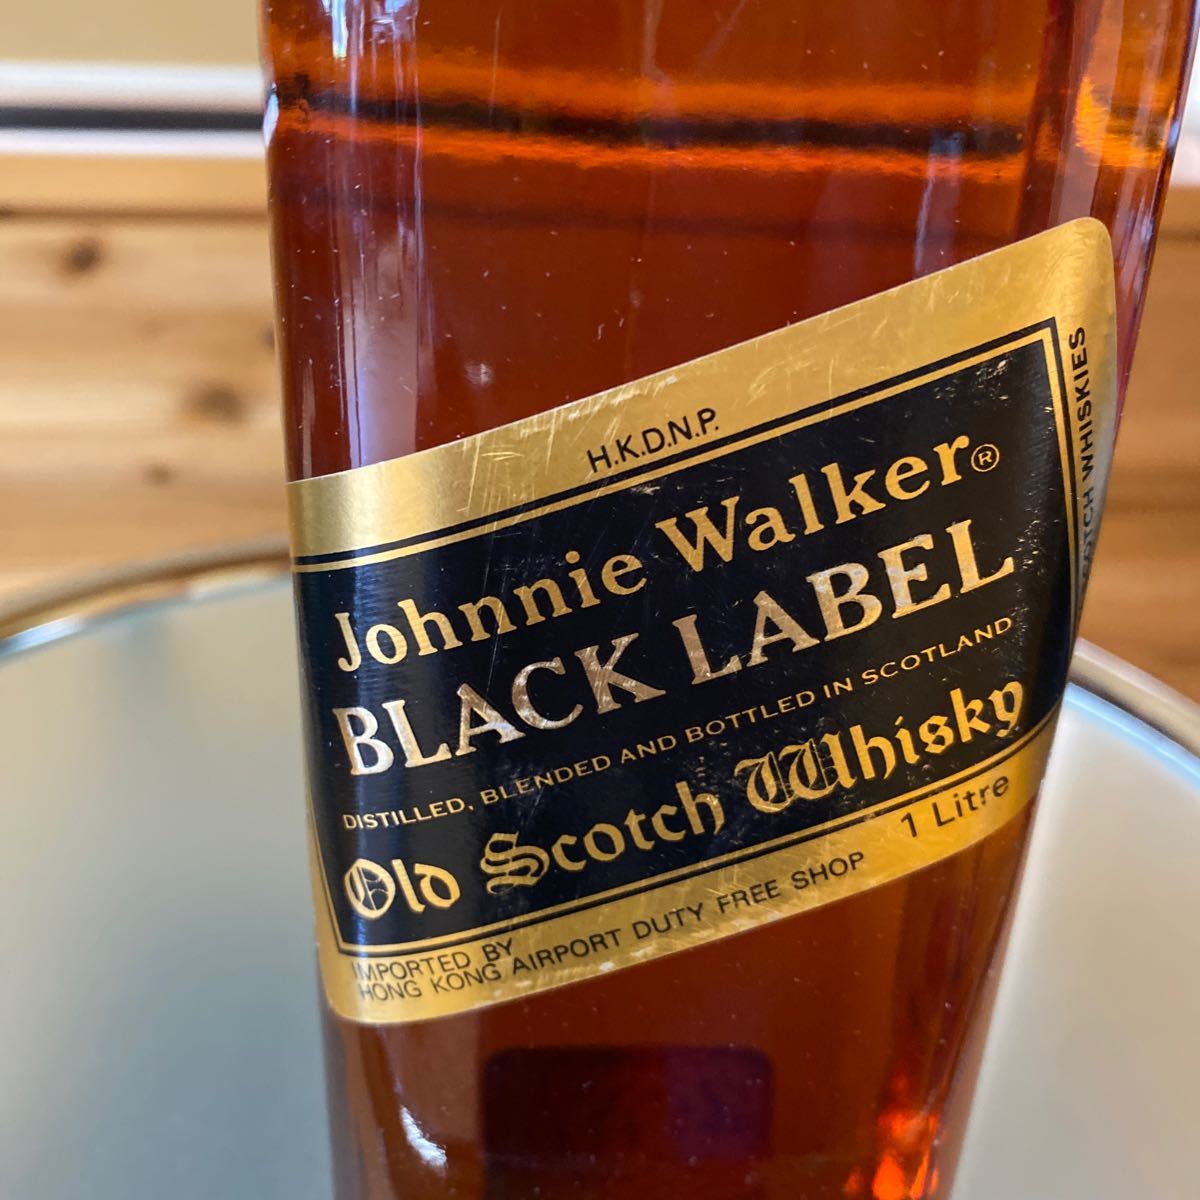 H.K.D.N.P.
Johnnie Walker®
BLACK LABEL
DISTILLED, BLENDED AND BOTTLED IN SCOTLAND
Old Scotch Whisky
1 Litre
IMPORTED BY
HONG KONG AIRPORT DUTY FREE SHOP
SCOTCH WHISKIES